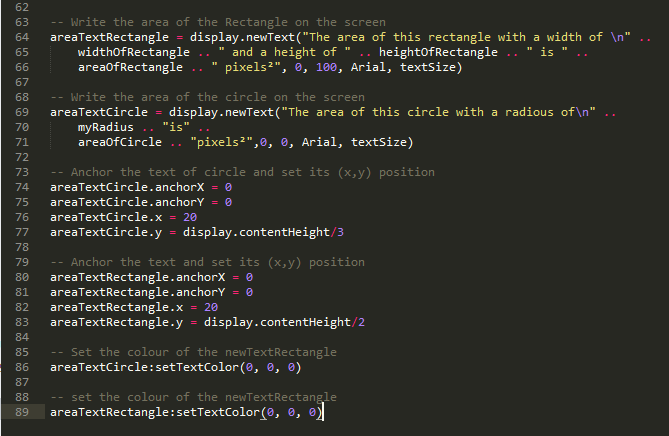 62
63 -- Write the area of the Rectangle on the screen
64 areaTextRectangle = display.newText("The area of this rectangle with a width of \n" ..
65     widthOfRectangle .. " and a height of " .. heightOfRectangle .. " is " ..
66     areaOfRectangle .. " pixels²", 0, 100, Arial, textSize)
67
68 -- Write the area of the circle on the screen
69 areaTextCircle = display.newText("The area of this circle with a radious of\n" ..
70     myRadius .. "is" ..
71     areaOfCircle .. "pixels²",0, 0, Arial, textSize)
72
73 -- Anchor the text of circle and set its (x,y) position
74 areaTextCircle.anchorX = 0
75 areaTextCircle.anchorY = 0
76 areaTextCircle.x = 20
77 areaTextCircle.y = display.contentHeight/3
78
79 -- Anchor the text and set its (x,y) position
80 areaTextRectangle.anchorX = 0
81 areaTextRectangle.anchorY = 0
82 areaTextRectangle.x = 20
83 areaTextRectangle.y = display.contentHeight/2
84
85 -- Set the colour of the newTextRectangle
86 areaTextCircle:setTextColor(0, 0, 0)
87
88 -- set the colour of the newTextRectangle
89 areaTextRectangle:setTextColor(0, 0, 0)